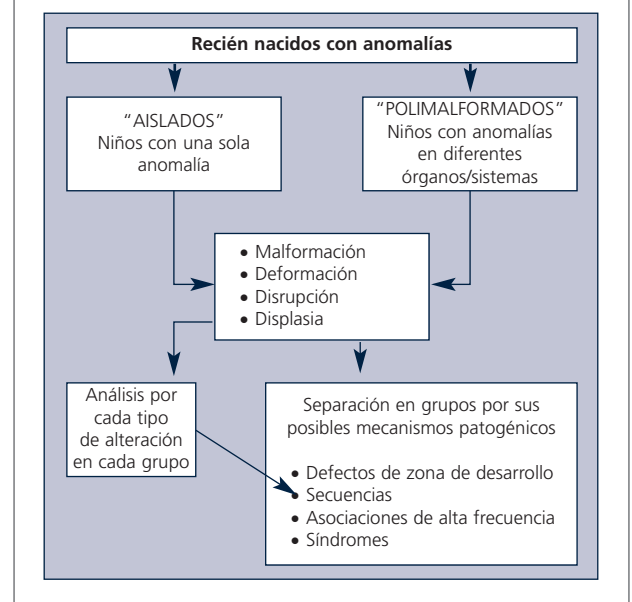 Recién nacidos con anomalías
“AISLADOS”
Niños con una sola
anomalía
“POLIMALFORMADOS”
Niños con anomalías
en diferentes
órganos/sistemas
• Malformación
• Deformación
• Disrupción
• Displasia
Análisis por
cada tipo
de alteración
en cada grupo
Separación en grupos por sus
posibles mecanismos patogénicos
• Defectos de zona de desarrollo
• Secuencias
• Asociaciones de alta frecuencia
• Síndromes